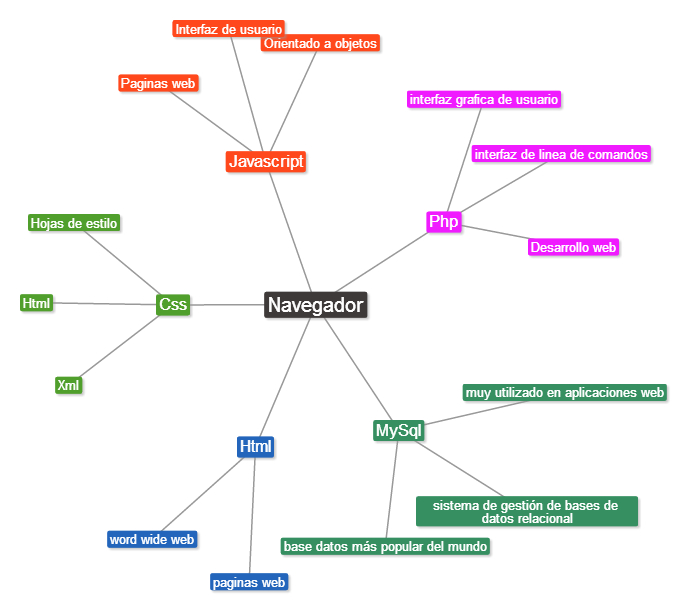 Interfaz de usuario
Orientado a objetos
Paginas web
Javascript
interfaz grafica de usuario
interfaz de linea de comandos
Php
Desarrollo web
Hojas de estilo
Html
Css
Xml
Navegador
muy utilizado en aplicaciones web
MySql
sistema de gestión de bases de
datos relacional
base datos más popular del mundo
Html
word wide web
paginas web